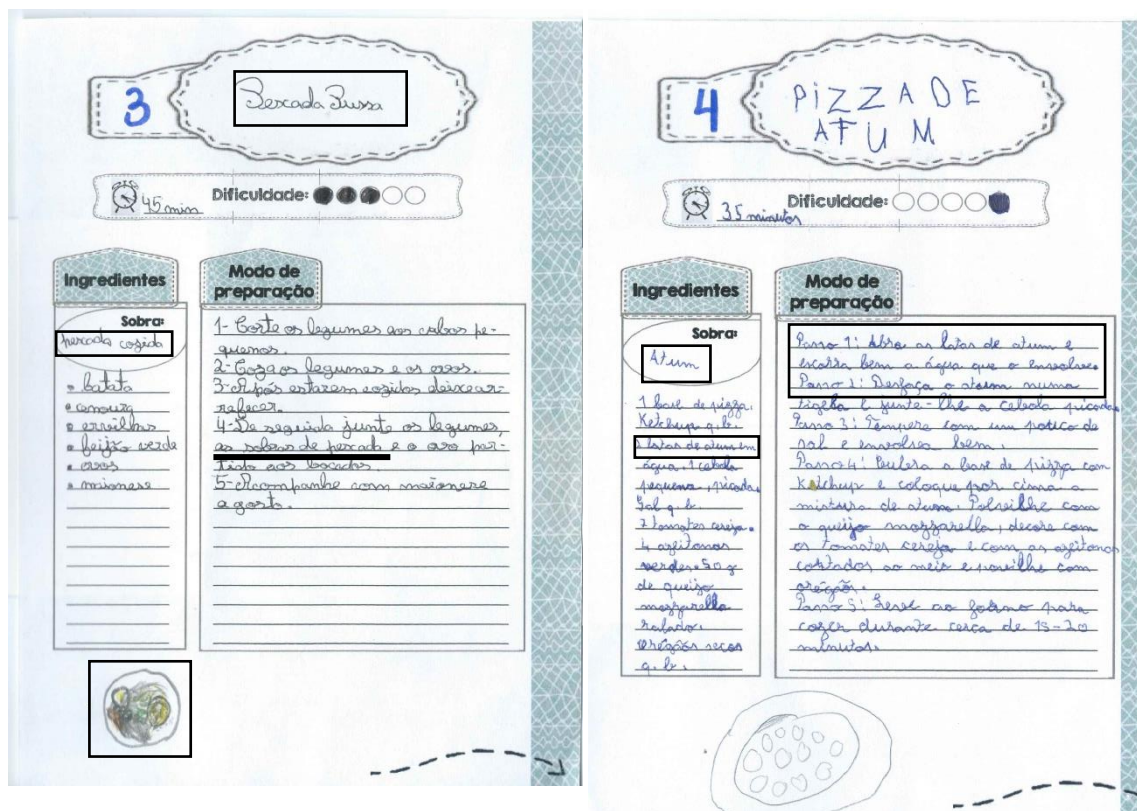 3
Pescada Russa
45 min
Dificuldade:
Ingredientes
Modo de
preparação
Sobra:
pescada cozida
batata
cenoura
ervilhas
feijão verde
ovos
maionese
1- Corte os legumes aos cubos pe-
quenos.
2- Coza os legumes e os ovos.
3- Após estarem cozidos deixe ar-
refecer.
4- De seguida junte os legumes,
as sobras de pescada e o ovo par-
tido aos bocados.
5- Acompanhe com maionese
a gosto.
4
PIZZA DE
ATUM
35 minutos
Dificuldade:
Ingredientes
Modo de
preparação
Sobra:
Atum
1 base de pizza.
Ketchup q.b.
2 latas de atum em
água. 1 cebola
pequena, picada.
Sal q.b.
7 tomates cereja.
4 azeitonas
verdes. 50 g
de queijo
mozzarella
ralado.
Orégãos secos
q.b.
Passo 1: Abra as latas de atum e
escorra bem a água que o envolve.
Passo 2: Desfaça o atum numa
tigela e junte-lhe a cebola picada.
Passo 3: Tempere com um pouco de
sal e envolva bem.
Passo 4: a base de pizza com
Ketchup e coloque por cima a
mistura de atum. Polvilhe com
o queijo mozzarella, decore com
os tomates cereja e com as azeitonas
cortados ao meio e povilhe com
orégãos.
Passo 5: Leve ao forno para
cozer durante cerca de 15-20
minutos.